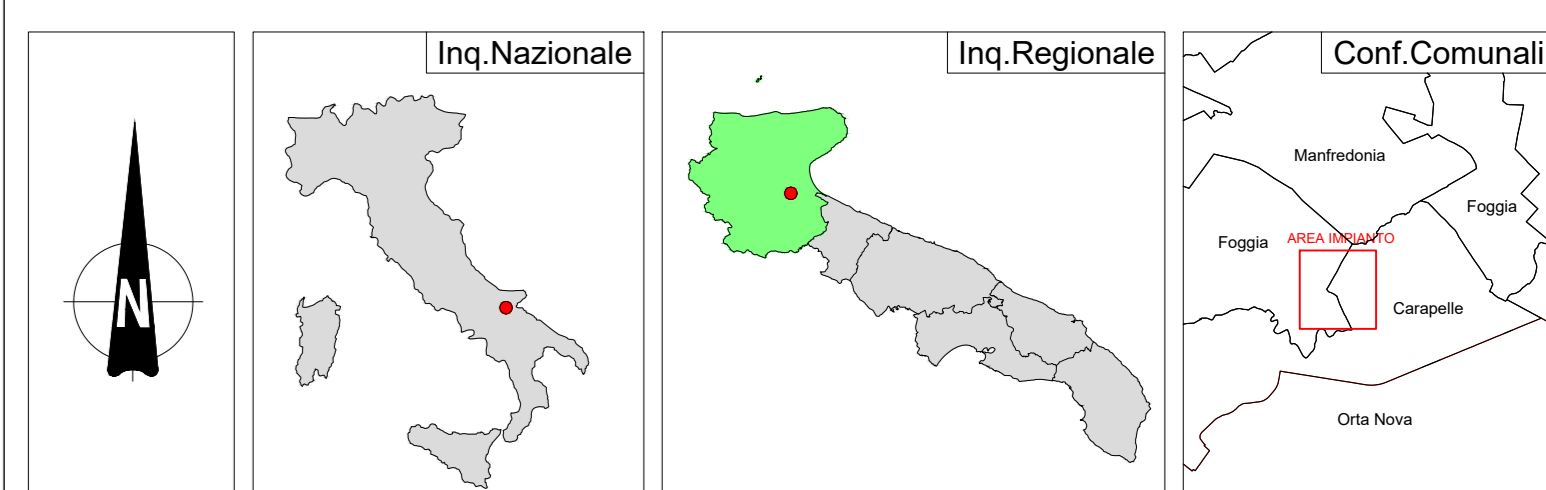 N
Inq.Nazionale
Inq.Regionale
Conf.Comunali
Manfredonia
Foggia
Foggia
AREA IMPIANTO
Carapelle
Orta Nova